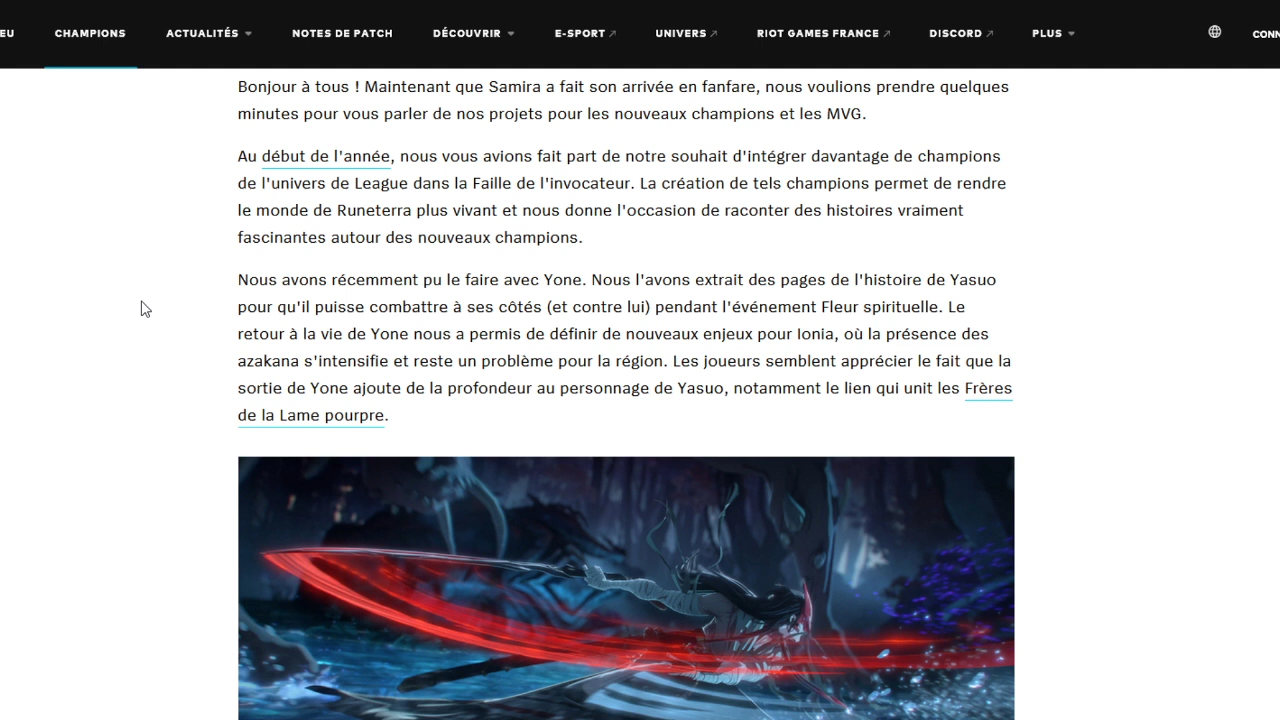 EU CHAMPIONS ACTUALITÉS NOTES DE PATCH DÉCOUVRIR E-SPORT UNIVERS RIOT GAMES FRANCE DISCORD PLUS CONN
Bonjour à tous ! Maintenant que Samira a fait son arrivée en fanfare, nous voulions prendre quelques
minutes pour vous parler de nos projets pour les nouveaux champions et les MVG.
Au début de l'année, nous vous avions fait part de notre souhait d'intégrer davantage de champions
de l'univers de League dans la Faille de l'invocateur. La création de tels champions permet de rendre
le monde de Runeterra plus vivant et nous donne l'occasion de raconter des histoires vraiment
fascinantes autour des nouveaux champions.
Nous avons récemment pu le faire avec Yone. Nous l'avons extrait des pages de l'histoire de Yasuo
pour qu'il puisse combattre à ses côtés (et contre lui) pendant l'événement Fleur spirituelle. Le
retour à la vie de Yone nous a permis de définir de nouveaux enjeux pour Ionia, où la présence des
azakana s'intensifie et reste un problème pour la région. Les joueurs semblent apprécier le fait que la
sortie de Yone ajoute de la profondeur au personnage de Yasuo, notamment le lien qui unit les Frères
de la Lame pourpre.